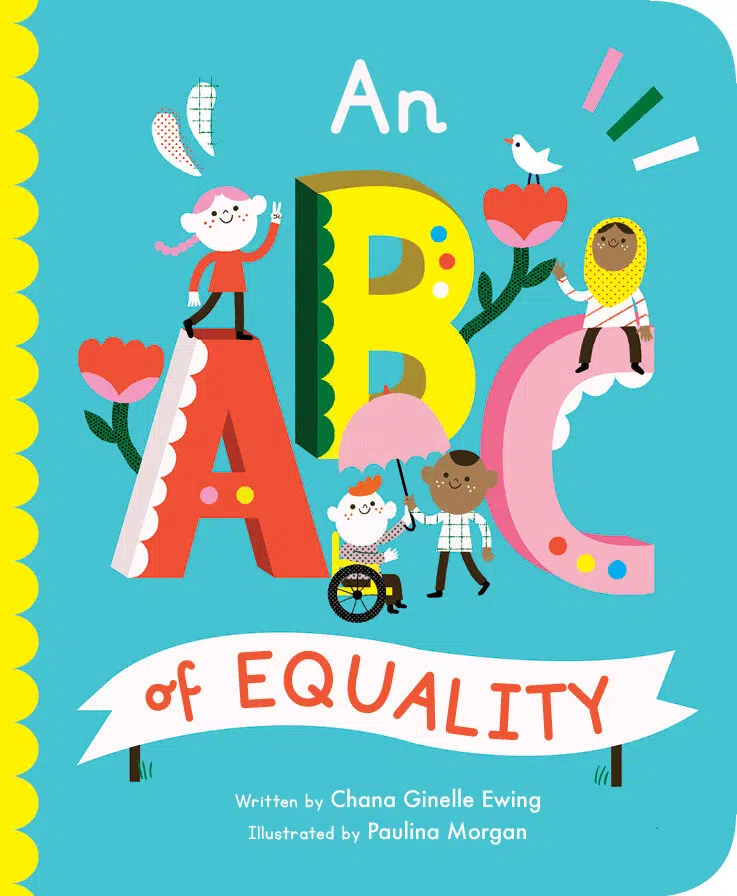 An
ABC
of EQUALITY
Written by Chana Ginelle Ewing
Illustrated by Paulina Morgan